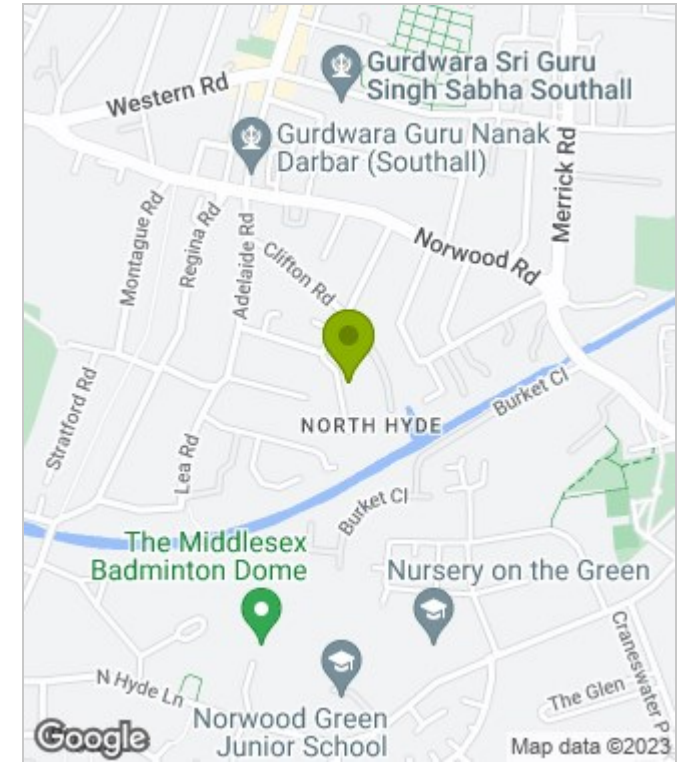 Gurdwara Sri Guru
Singh Sabha Southall
Western Rd
Gurdwara Guru Nanak
Darbar (Southall)
Merrick Rd
Montague Rd
Regina Rd
Adelaide Rd
Clifton Rd
Norwood Rd
Stratford Rd
Lea Rd
NORTH HYDE
Burket Cl
Burket Cl
The Middlesex
Badminton Dome
Nursery on the Green
N Hyde Ln
Norwood Green
Junior School
The Glen
Craneswater P
Google
Map data ©2023